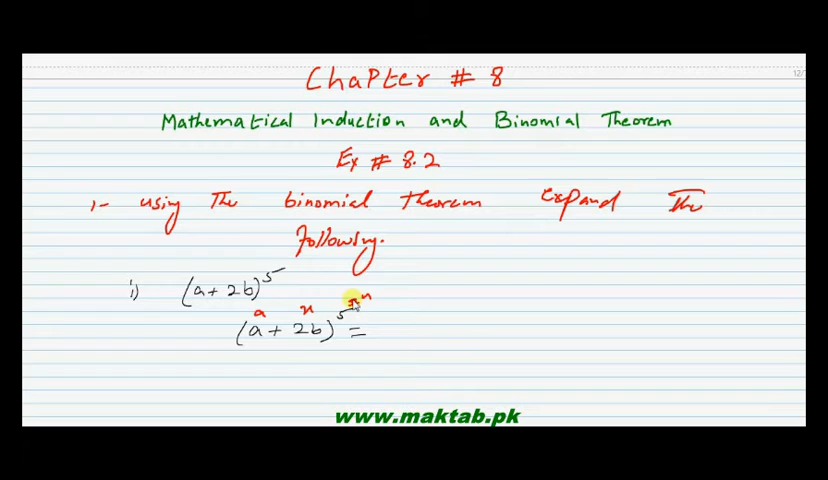 Chapter # 8
Mathematical Induction and Binomial Theorem
Ex # 8.2
1- using The binomial theorem expand The
following.
i) (a+2b)^5
a x n
(a+2b)^5 =
www.maktab.pk